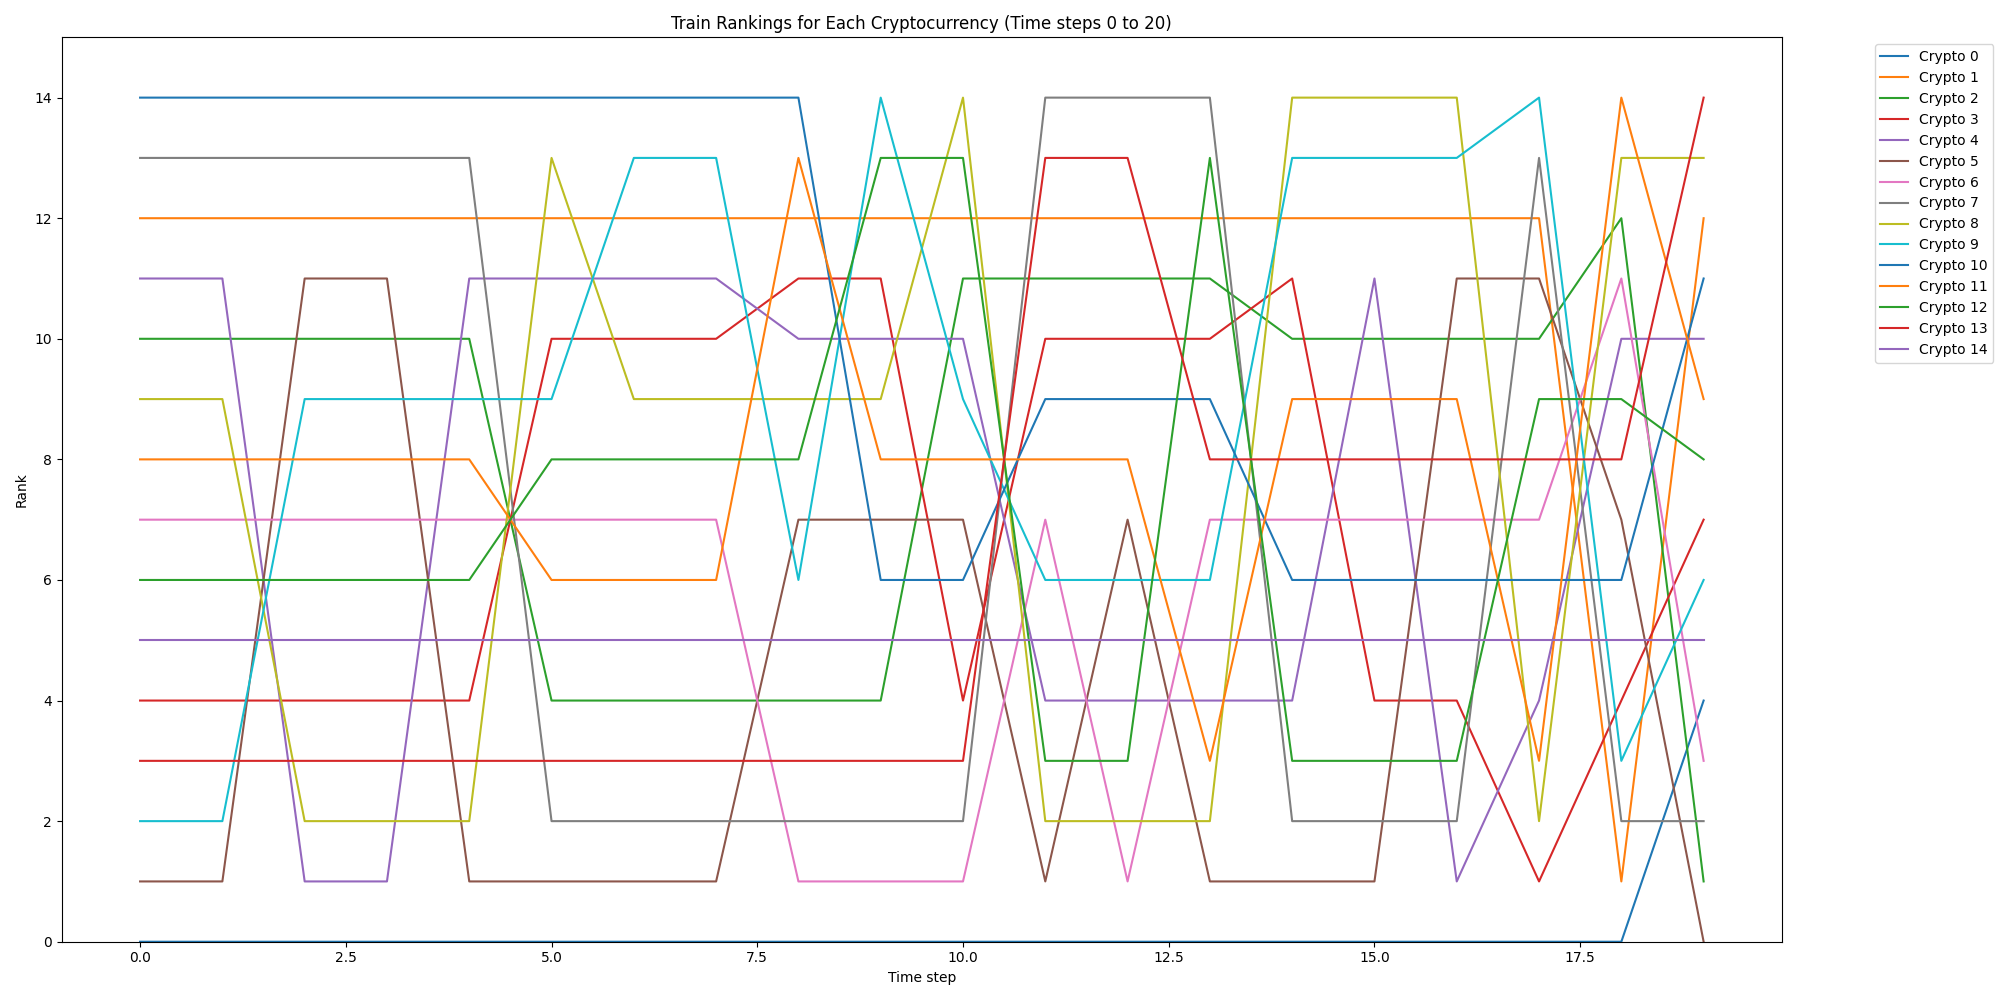 Train Rankings for Each Cryptocurrency (Time steps 0 to 20)
Rank
14
12
10
8
6
4
2
0
0.0 2.5 5.0 7.5 10.0 12.5 15.0 17.5
Time step
Crypto 0
Crypto 1
Crypto 2
Crypto 3
Crypto 4
Crypto 5
Crypto 6
Crypto 7
Crypto 8
Crypto 9
Crypto 10
Crypto 11
Crypto 12
Crypto 13
Crypto 14